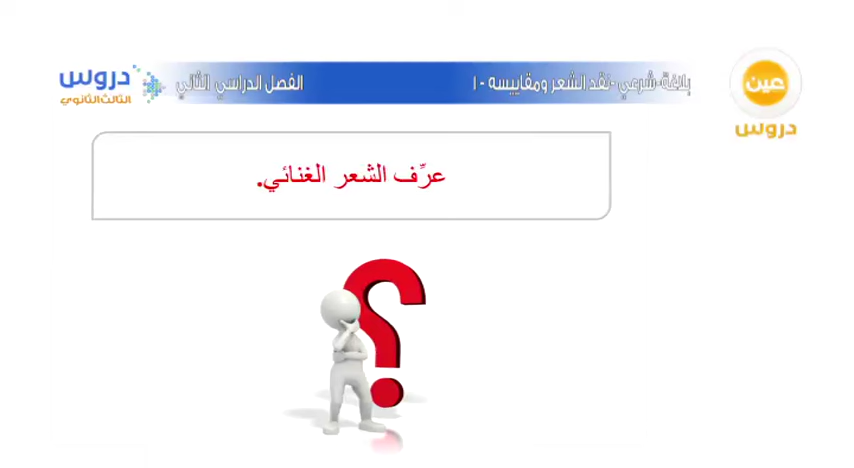 بلاغة-شرعي -نقد الشعر ومقاييسه - ١
الفصل الدراسي الثاني
دروس
الثالث الثانوي
عين
دروس
عرِّف الشعر الغنائي.
؟